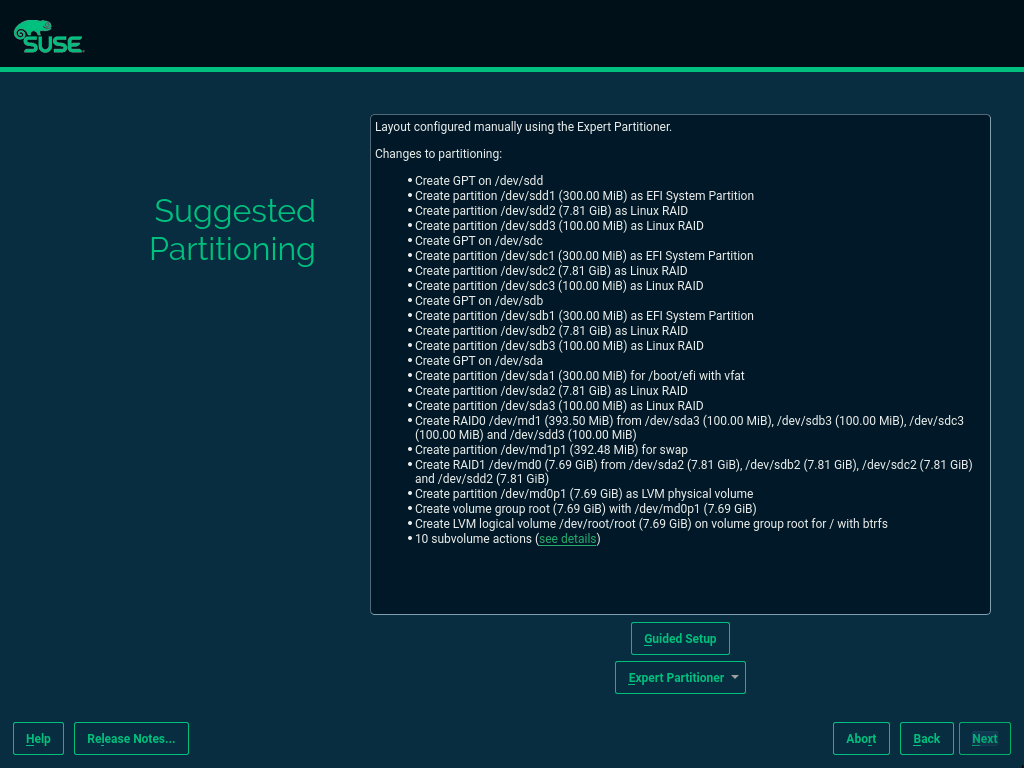 SUSE
Layout configured manually using the Expert Partitioner.
Changes to partitioning:
Suggested
Partitioning
• Create GPT on /dev/sdd
• Create partition /dev/sdd1 (300.00 MiB) as EFI System Partition
• Create partition /dev/sdd2 (7.81 GiB) as Linux RAID
• Create partition /dev/sdd3 (100.00 MiB) as Linux RAID
• Create GPT on /dev/sdc
• Create partition /dev/sdc1 (300.00 MiB) as EFI System Partition
• Create partition /dev/sdc2 (7.81 GiB) as Linux RAID
• Create partition /dev/sdc3 (100.00 MiB) as Linux RAID
• Create GPT on /dev/sdb
• Create partition /dev/sdb1 (300.00 MiB) as EFI System Partition
• Create partition /dev/sdb2 (7.81 GiB) as Linux RAID
• Create partition /dev/sdb3 (100.00 MiB) as Linux RAID
• Create GPT on /dev/sda
• Create partition /dev/sda1 (300.00 MiB) for /boot/efi with vfat
• Create partition /dev/sda2 (7.81 GiB) as Linux RAID
• Create partition /dev/sda3 (100.00 MiB) as Linux RAID
• Create RAID0 /dev/md1 (393.50 MiB) from /dev/sda3 (100.00 MiB), /dev/sdb3 (100.00 MiB), /dev/sdc3
(100.00 MiB) and /dev/sdd3 (100.00 MiB)
• Create partition /dev/md1p1 (392.48 MiB) for swap
• Create RAID1 /dev/md0 (7.69 GiB) from /dev/sda2 (7.81 GiB), /dev/sdb2 (7.81 GiB), /dev/sdc2 (7.81 GiB)
and /dev/sdd2 (7.81 GiB)
• Create partition /dev/md0p1 (7.69 GiB) as LVM physical volume
• Create volume group root (7.69 GiB) with /dev/md0p1 (7.69 GiB)
• Create LVM logical volume /dev/root/root (7.69 GiB) on volume group root for / with btrfs
• 10 subvolume actions (see details)
Guided Setup
Expert Partitioner
Help
Release Notes...
Abort
Back
Next